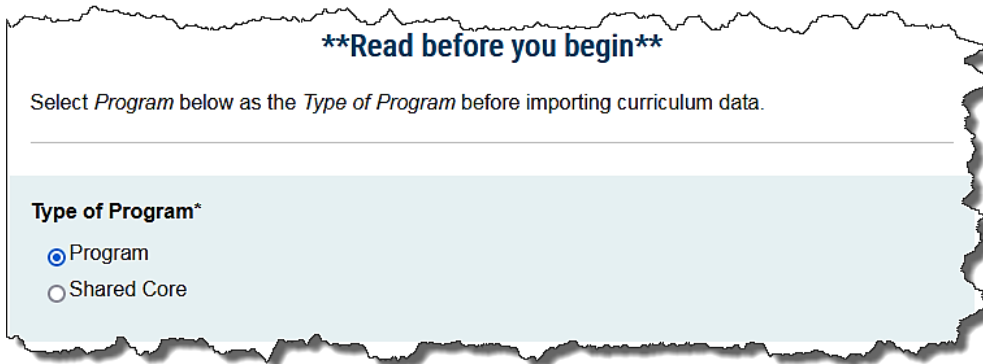 **Read before you begin**
Select Program below as the Type of Program before importing curriculum data.
Type of Program*
Program
Shared Core